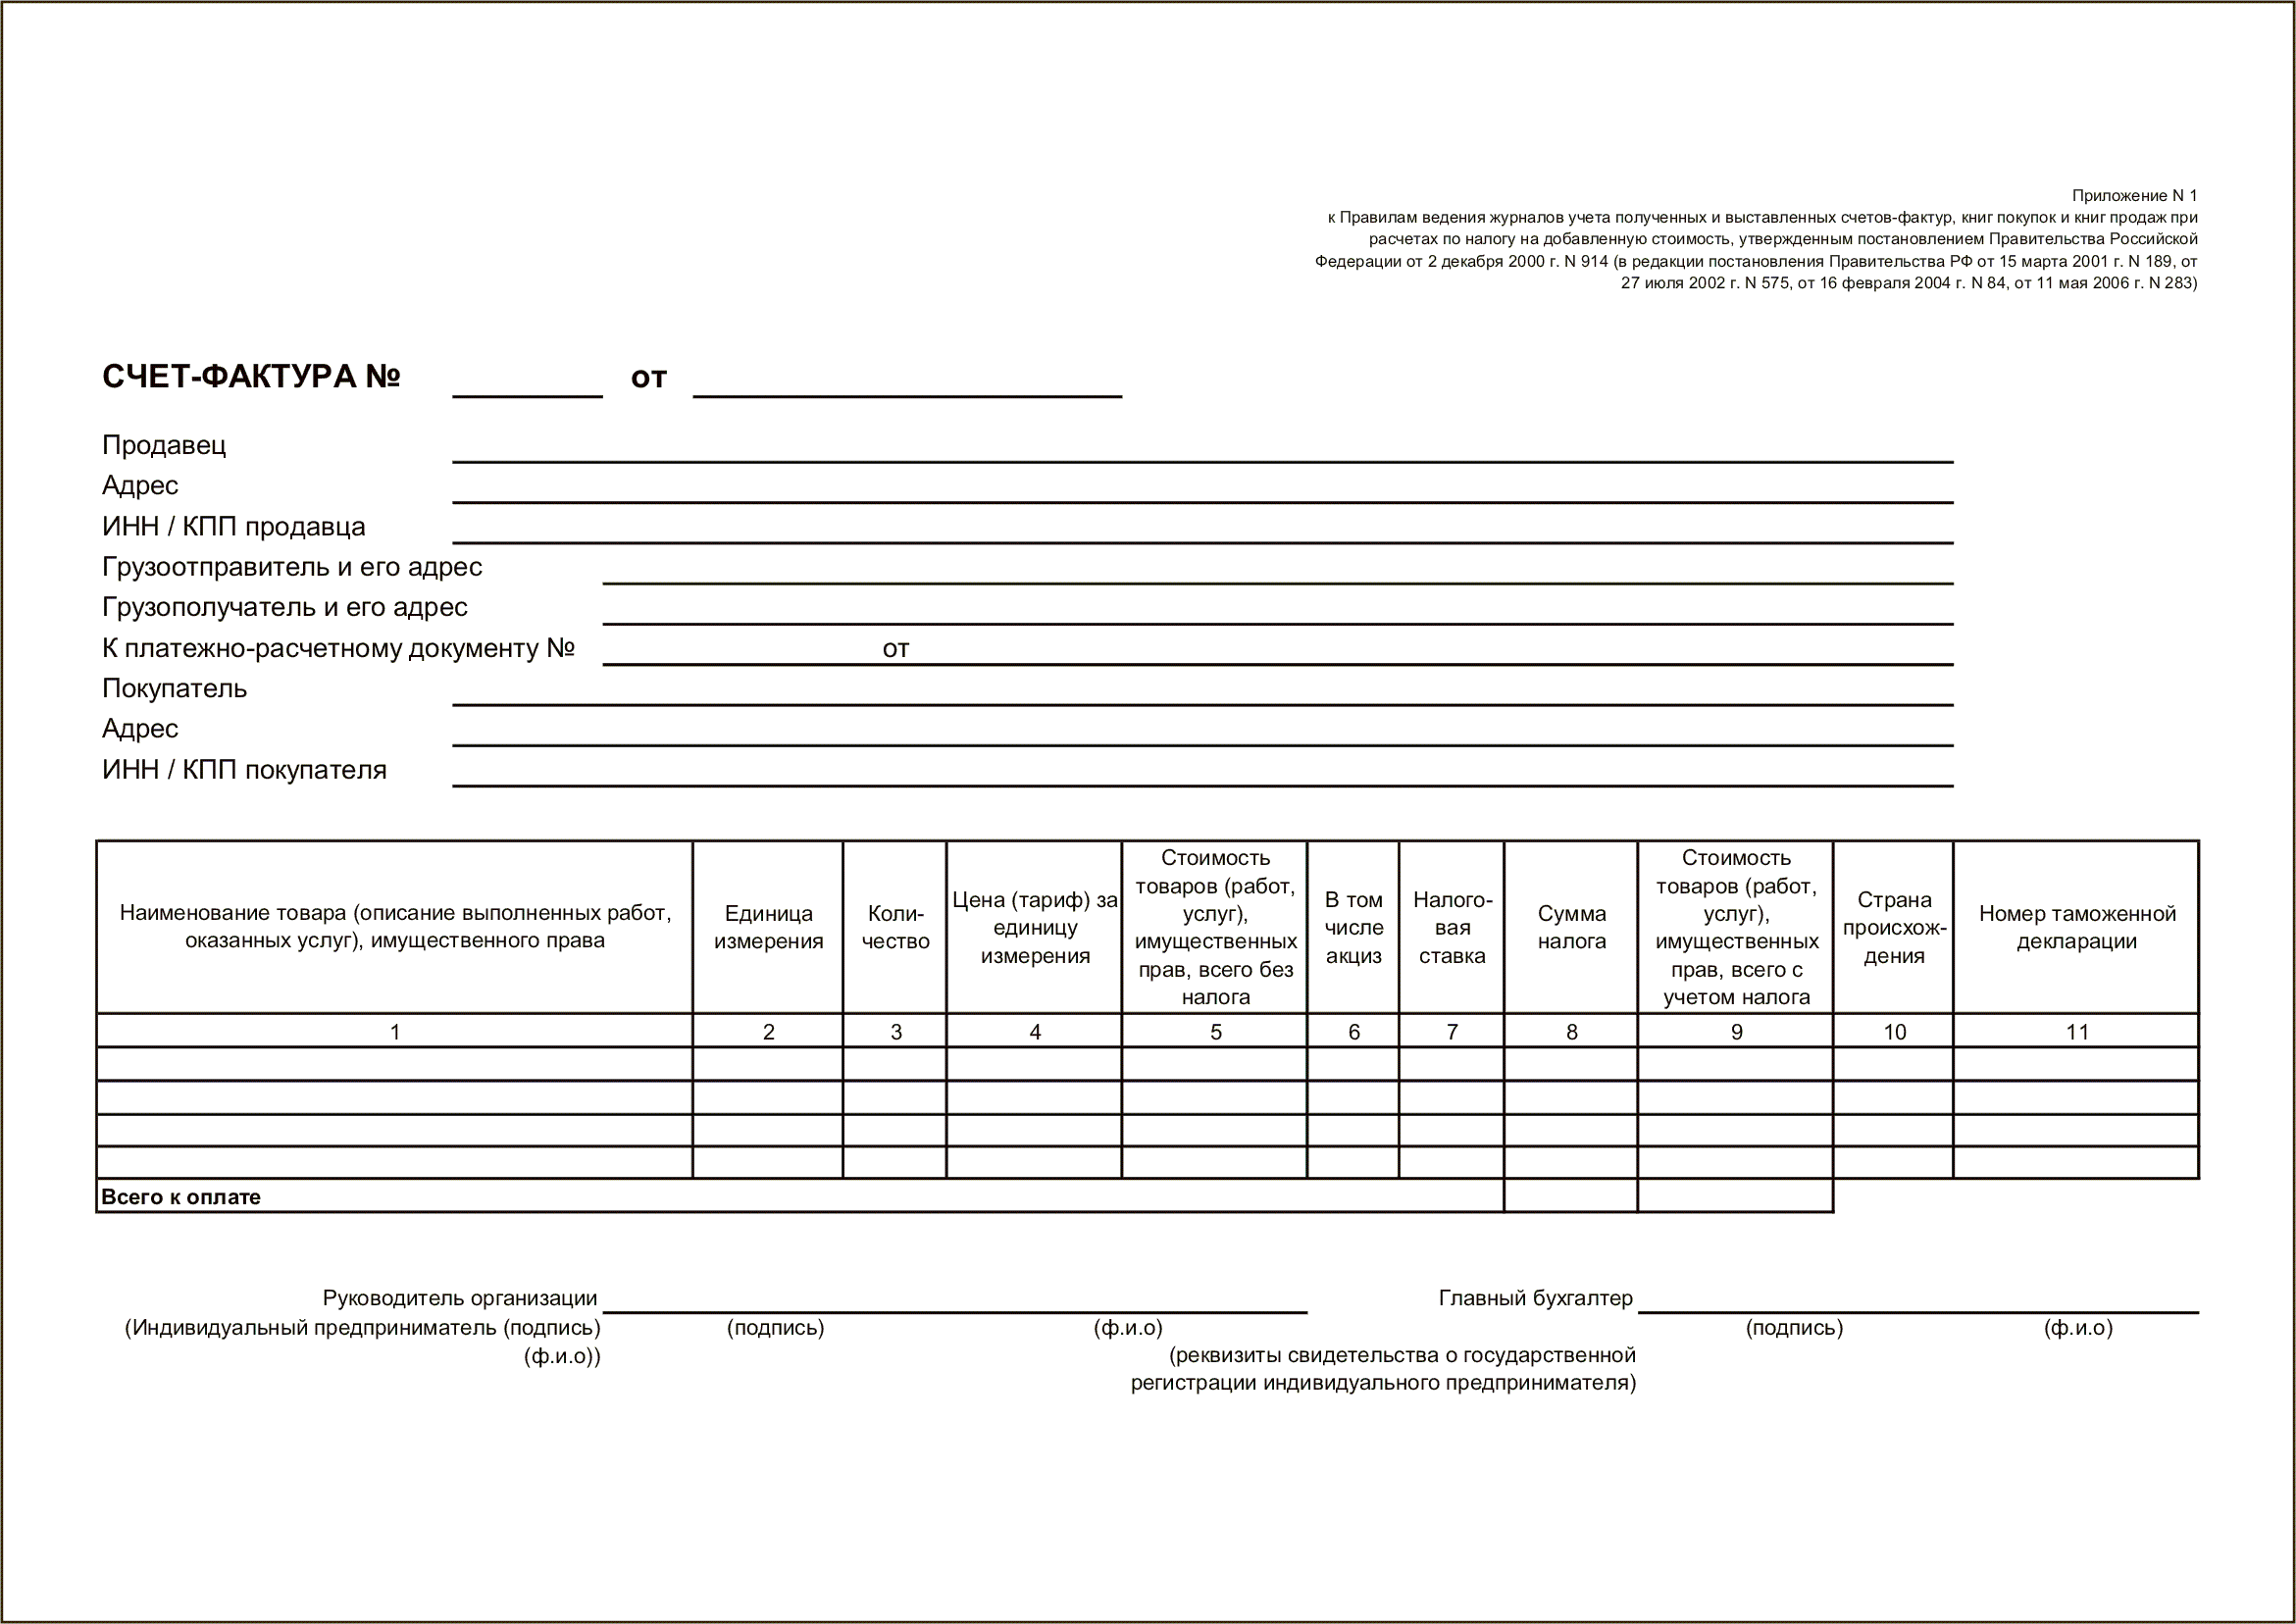 Приложение N 1
к Правилам ведения журналов учета полученных и выставленных счетов-фактур, книг покупок и книг продаж при
расчетах по налогу на добавленную стоимость, утвержденным постановлением Правительства Российской
Федерации от 2 декабря 2000 г. N 914 (в редакции постановления Правительства РФ от 15 марта 2001 г. N 189, от
27 июля 2002 г. N 575, от 16 февраля 2004 г. N 84, от 11 мая 2006 г. N 283)
СЧЕТ-ФАКТУРА № от
Продавец
Адрес
ИНН / КПП продавца
Грузоотправитель и его адрес
Грузополучатель и его адрес
К платежно-расчетному документу № от
Покупатель
Адрес
ИНН / КПП покупателя
Наименование товара (описание выполненных работ,
оказанных услуг), имущественного права
Единица
измерения
Коли-
чество
Цена (тариф) за
единицу
измерения
Стоимость
товаров (работ,
услуг),
имущественных
прав, всего без
налога
В том
числе
акциз
Налого-
вая
ставка
Сумма
налога
Стоимость
товаров (работ,
услуг),
имущественных
прав, всего с
учетом налога
Страна
происхож-
дения
Номер таможенной
декларации
1 2 3 4 5 6 7 8 9 10 11
Всего к оплате
Руководитель организации Главный бухгалтер
(Индивидуальный предприниматель (подпись) (подпись) (ф.и.о) (подпись) (ф.и.о)
(ф.и.о))
(реквизиты свидетельства о государственной
регистрации индивидуального предпринимателя)